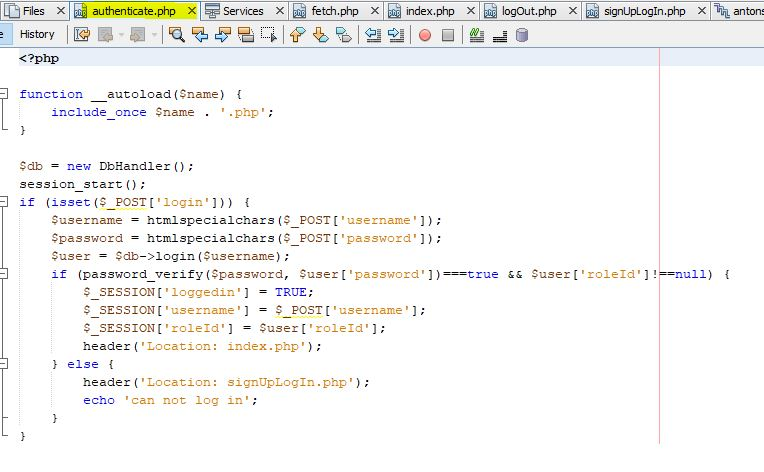 Files authenticate.php Services fetch.php index.php logOut.php signUpLogIn.php antons
e History
<?php
function __autoload($name) {
include_once $name . '.php';
}
$db = new DbHandler();
session_start();
if (isset($_POST['login'])) {
$username = htmlspecialchars($_POST['username']);
$password = htmlspecialchars($_POST['password']);
$user = $db->login($username);
if (password_verify($password, $user['password'])===true && $user['roleId']!==null) {
$_SESSION['loggedin'] = TRUE;
$_SESSION['username'] = $_POST['username'];
$_SESSION['roleId'] = $user['roleId'];
header('Location: index.php');
} else {
header('Location: signUpLogIn.php');
echo 'can not log in';
}
}